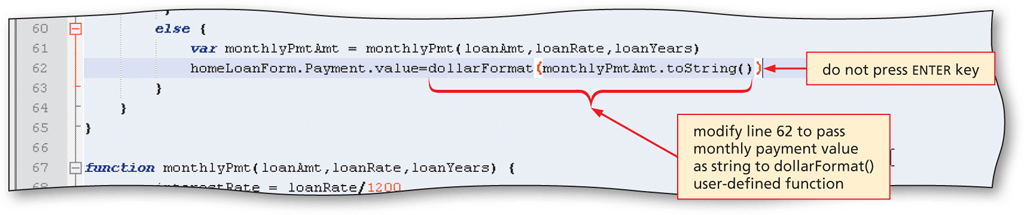 60 else {
61 var monthlyPmtAmt = monthlyPmt(loanAmt,loanRate,loanYears)
62 homeLoanForm.Payment.value=dollarFormat(monthlyPmtAmt.toString())
do not press ENTER key
63 }
64 }
65 }
modify line 62 to pass
monthly payment value
as string to dollarFormat()
user-defined function
66
67 function monthlyPmt(loanAmt,loanRate,loanYears) {
68 interestRate = loanRate/1200